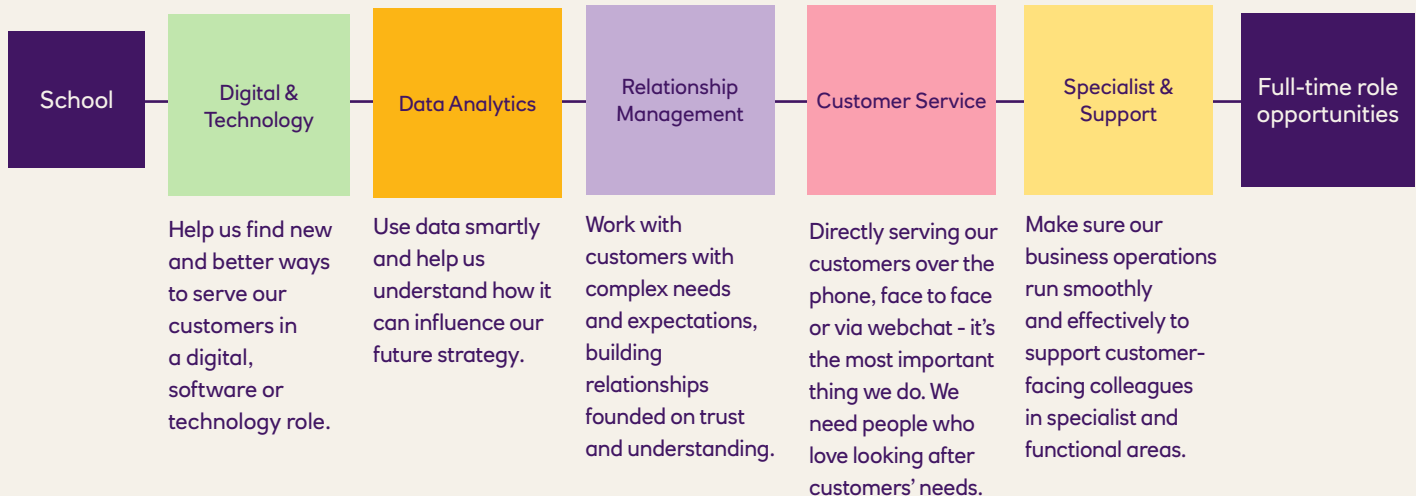 School
Digital &
Technology
Data Analytics
Relationship
Management
Customer Service
Specialist &
Support
Full-time role
opportunities
Help us find new
and better ways
to serve our
customers in
a digital,
software or
technology role.
Use data smartly
and help us
understand how it
can influence our
future strategy.
Work with
customers with
complex needs
and expectations,
building
relationships
founded on trust
and understanding.
Directly serving our
customers over the
phone, face to face
or via webchat - it’s
the most important
thing we do. We
need people who
love looking after
customers’ needs.
Make sure our
business operations
run smoothly
and effectively to
support customer-
facing colleagues
in specialist and
functional areas.